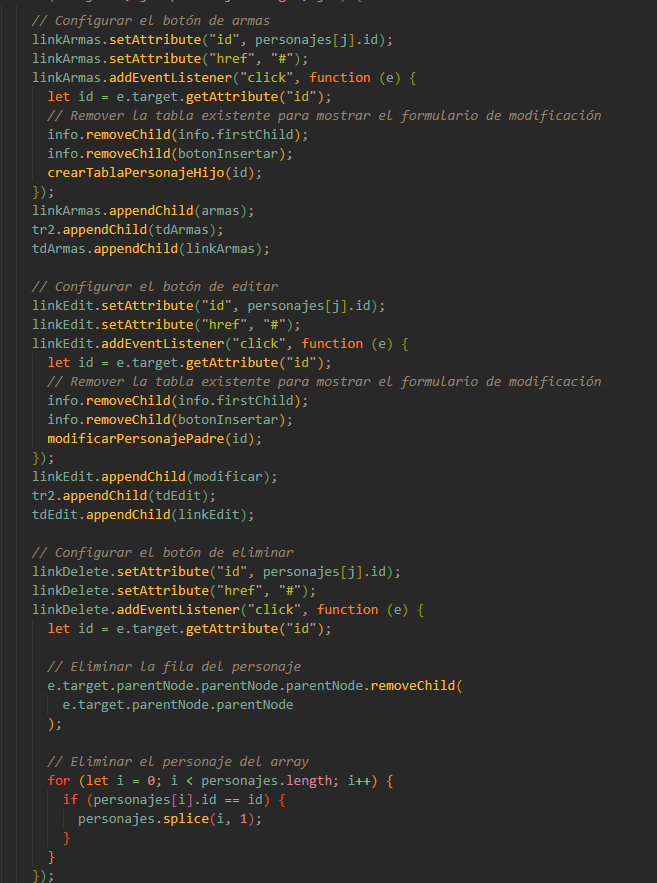 // Configurar el botón de armas
linkArmas.setAttribute("id", personajes[j].id);
linkArmas.setAttribute("href", "#");
linkArmas.addEventListener("click", function (e) {
let id = e.target.getAttribute("id");
// Remover la tabla existente para mostrar el formulario de modificación
info.removeChild(info.firstChild);
info.removeChild(botonInsertar);
crearTablaPersonajeHijo(id);
});
linkArmas.appendChild(armas);
tr2.appendChild(tdArmas);
tdArmas.appendChild(linkArmas);
// Configurar el botón de editar
linkEdit.setAttribute("id", personajes[j].id);
linkEdit.setAttribute("href", "#");
linkEdit.addEventListener("click", function (e) {
let id = e.target.getAttribute("id");
// Remover la tabla existente para mostrar el formulario de modificación
info.removeChild(info.firstChild);
info.removeChild(botonInsertar);
modificarPersonajePadre(id);
});
linkEdit.appendChild(modificar);
tr2.appendChild(tdEdit);
tdEdit.appendChild(linkEdit);
// Configurar el botón de eliminar
linkDelete.setAttribute("id", personajes[j].id);
linkDelete.setAttribute("href", "#");
linkDelete.addEventListener("click", function (e) {
let id = e.target.getAttribute("id");
// Eliminar la fila del personaje
e.target.parentNode.parentNode.parentNode.removeChild(
e.target.parentNode.parentNode
);
// Eliminar el personaje del array
for (let i = 0; i < personajes.length; i++) {
if (personajes[i].id == id) {
personajes.splice(i, 1);
}
}
});